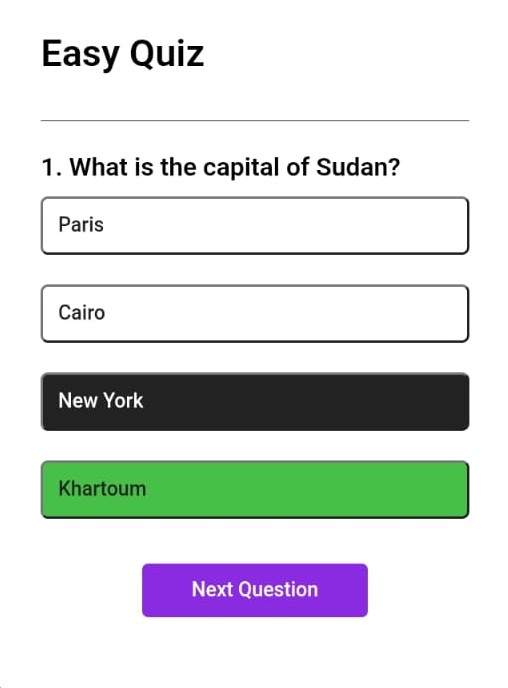 Easy Quiz
1. What is the capital of Sudan?
Paris
Cairo
New York
Khartoum
Next Question